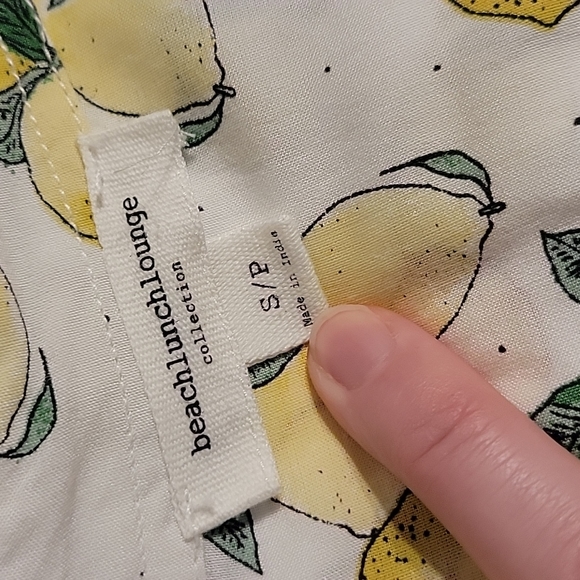 beachlunchlounge
collection
S/P
Made in India